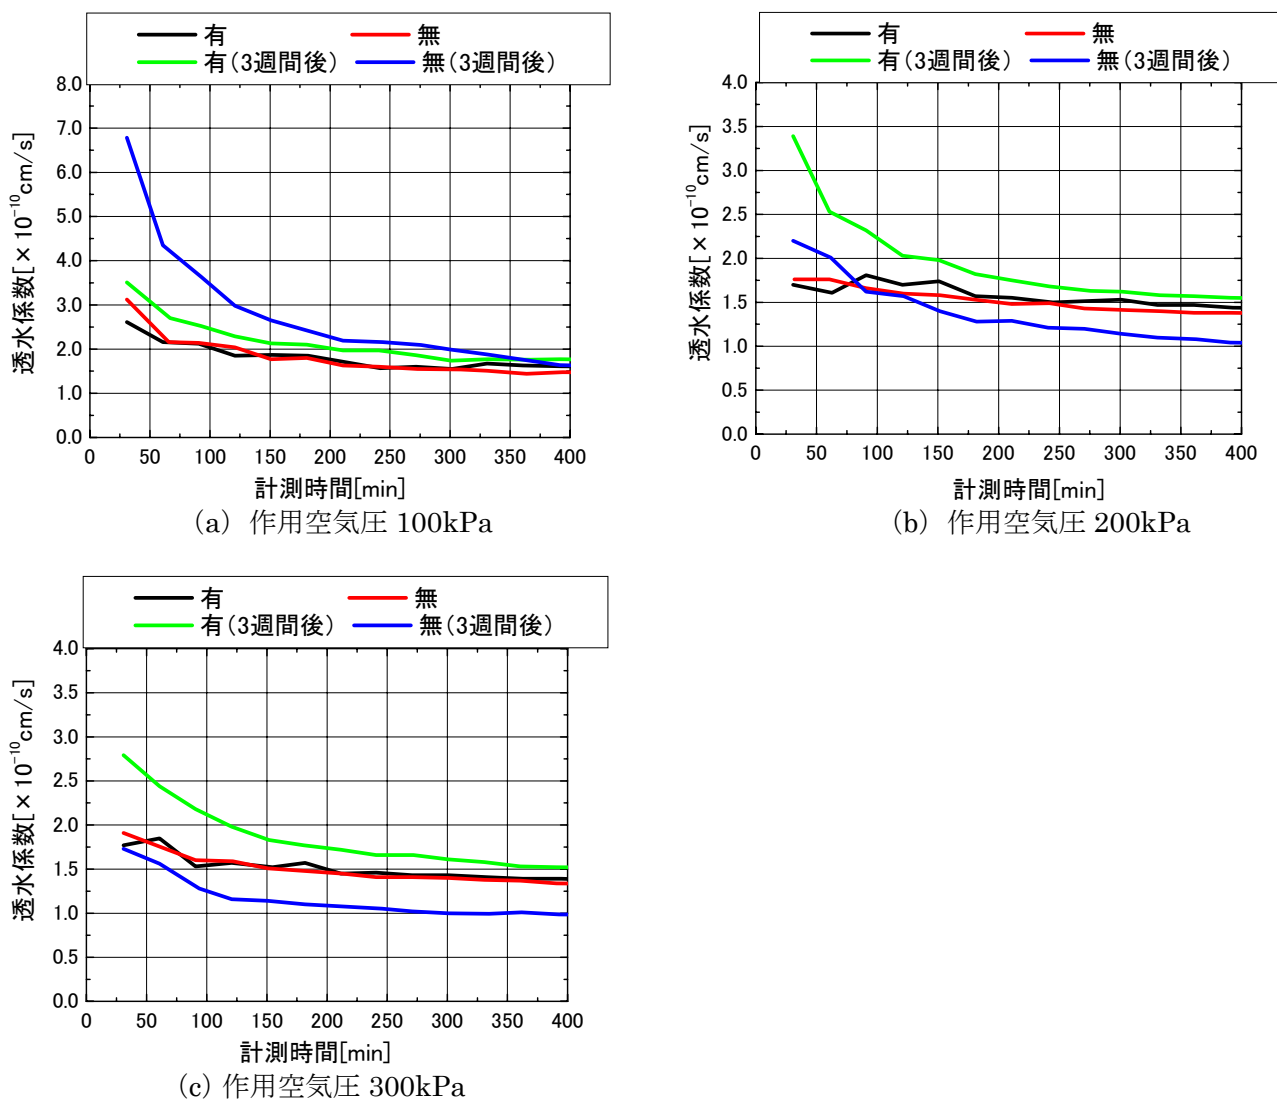 有 無
有(3週間後) 無(3週間後)
透水係数[×10⁻¹⁰cm/s]
8.0
7.0
6.0
5.0
4.0
3.0
2.0
1.0
0.0
0 50 100 150 200 250 300 350 400
計測時間[min]
(a) 作用空気圧 100kPa
有 無
有(3週間後) 無(3週間後)
透水係数[×10⁻¹⁰cm/s]
4.0
3.5
3.0
2.5
2.0
1.5
1.0
0.5
0.0
0 50 100 150 200 250 300 350 400
計測時間[min]
(b) 作用空気圧 200kPa
有 無
有(3週間後) 無(3週間後)
透水係数[×10⁻¹⁰cm/s]
4.0
3.5
3.0
2.5
2.0
1.5
1.0
0.5
0.0
0 50 100 150 200 250 300 350 400
計測時間[min]
(c) 作用空気圧 300kPa